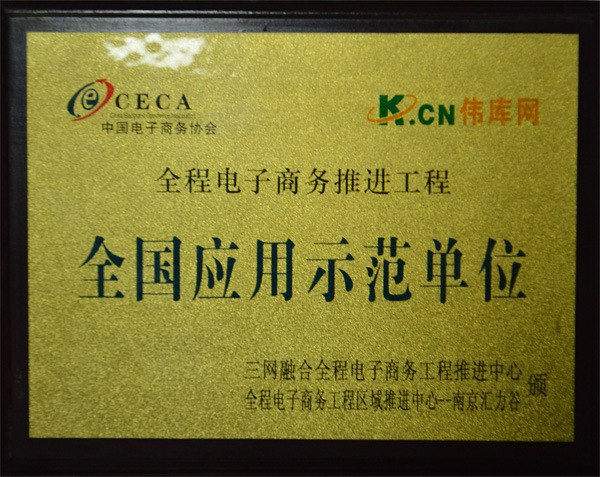 CECA
中国电子商务协会
K.CN伟库网
全程电子商务推进工程
全国应用示范单位
三网融合全程电子商务工程推进中心
全程电子商务工程区域推进中心--南京汇力谷
颁